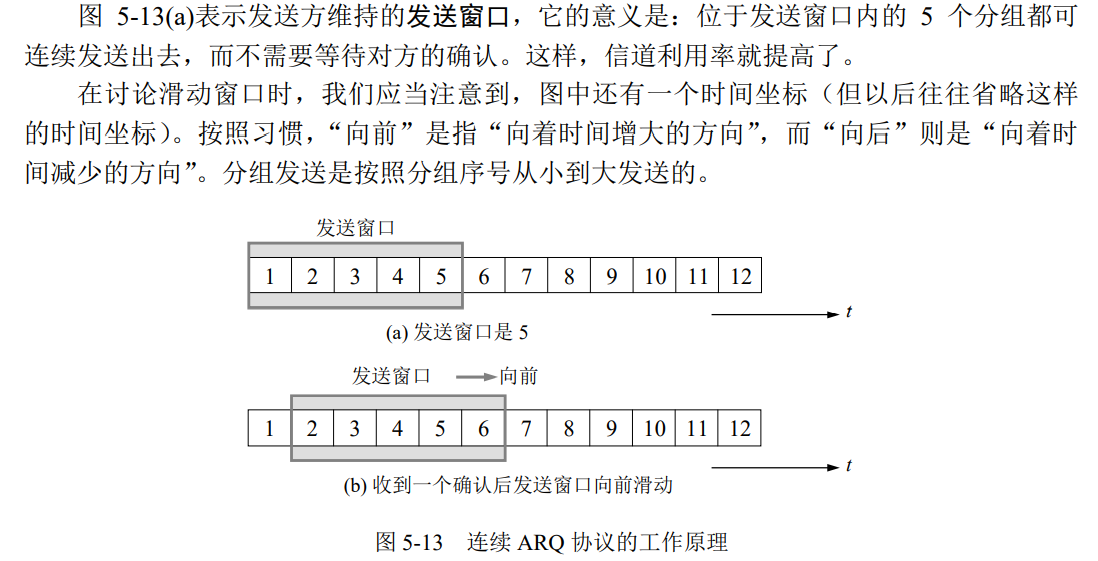 图 5-13(a)表示发送方维持的发送窗口，它的意义是：位于发送窗口内的 5 个分组都可
连续发送出去，而不需要等待对方的确认。这样，信道利用率就提高了。
在讨论滑动窗口时，我们应当注意到，图中还有一个时间坐标（但以后往往省略这样
的时间坐标）。按照习惯，“向前”是指“向着时间增大的方向”，而“向后”则是“向着时
间减少的方向”。分组发送是按照分组序号从小到大发送的。
发送窗口
1 2 3 4 5 6 7 8 9 10 11 12
t
(a) 发送窗口是 5
发送窗口 向前
1 2 3 4 5 6 7 8 9 10 11 12
t
(b) 收到一个确认后发送窗口向前滑动
图 5-13 连续 ARQ 协议的工作原理